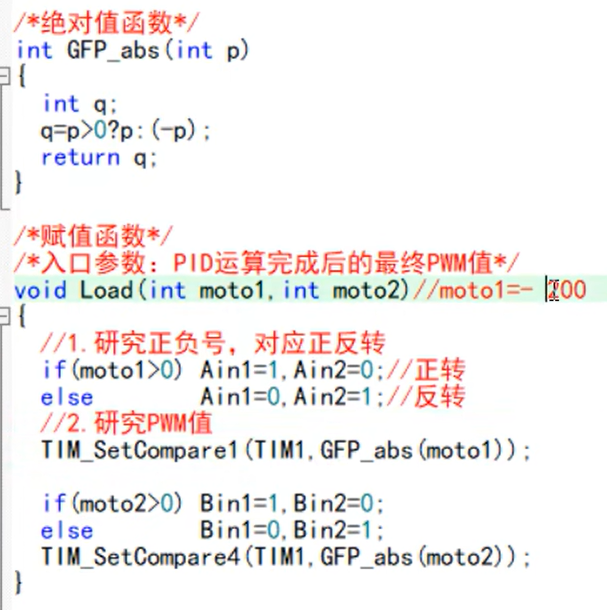 /*绝对值函数*/
int GFP_abs(int p)
{
int q;
q=p>0?p:(-p);
return q;
}
/*赋值函数*/
/*入口参数：PID运算完成后的最终PWM值*/
void Load(int moto1,int moto2)//moto1=- 200
{
//1.研究正负号，对应正反转
if(moto1>0) Ain1=1,Ain2=0;//正转
else Ain1=0,Ain2=1;//反转
//2.研究PWM值
TIM_SetCompare1(TIM1,GFP_abs(moto1));
if(moto2>0) Bin1=1,Bin2=0;
else Bin1=0,Bin2=1;
TIM_SetCompare4(TIM1,GFP_abs(moto2));
}